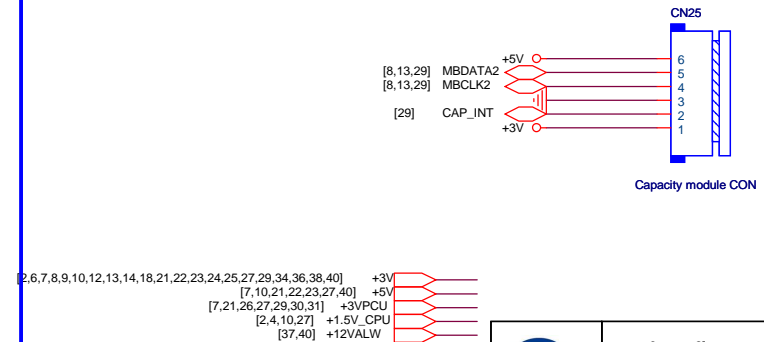 CN25
+5V 6
[8,13,29] MBDATA2 5
[8,13,29] MBCLK2 4
3
[29] CAP_INT 2
+3V 1
Capacity module CON
[2,6,7,8,9,10,12,13,14,18,21,22,23,24,25,27,29,34,36,38,40] +3V
[7,10,21,22,23,27,40] +5V
[7,21,26,27,29,30,31] +3VPCU
[2,4,10,27] +1.5V_CPU
[37,40] +12VALW